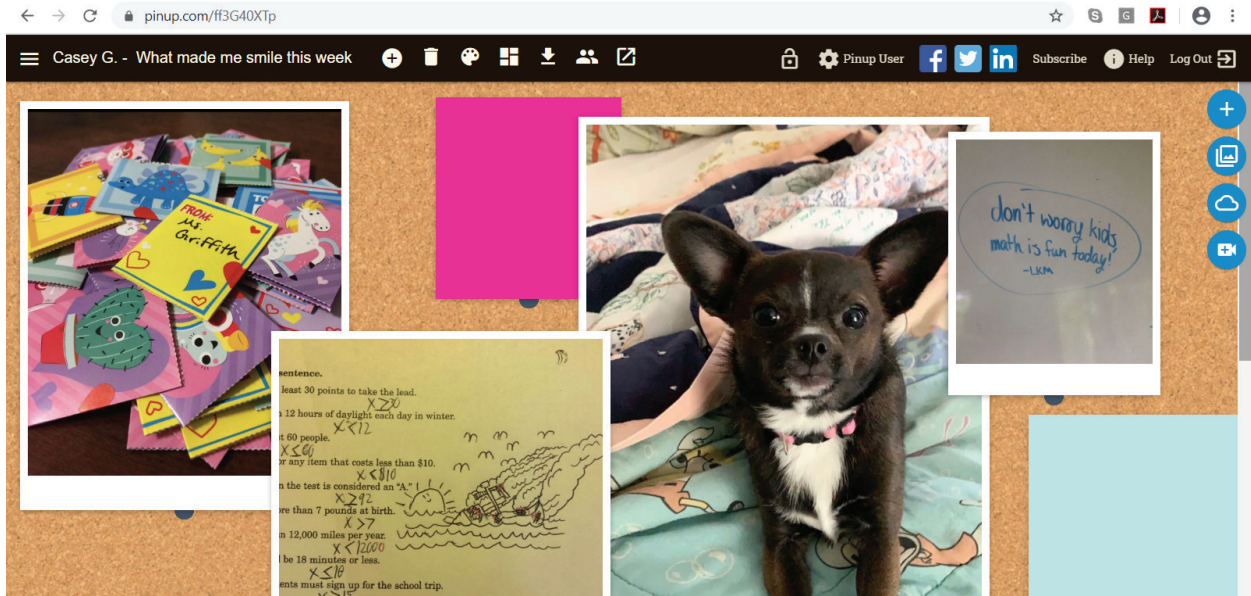 pinup.com/ff3G40XTp
Casey G. - What made me smile this week
Pinup User
Subscribe
Help
Log Out
FROM:
Ms.
Griffith
don't worry kids
math is fun today!
-LKM
sentence.
least 30 points to take the lead.
X≥30
12 hours of daylight each day in winter.
X<12
60 people.
X≤60
or any item that costs less than $10.
X<$10
n the test is considered an "A."
X≥92
re than 7 pounds at birth.
X>7
n 12,000 miles per year.
X<12000
be 18 minutes or less.
X≤18
ents must sign up for the school trip.